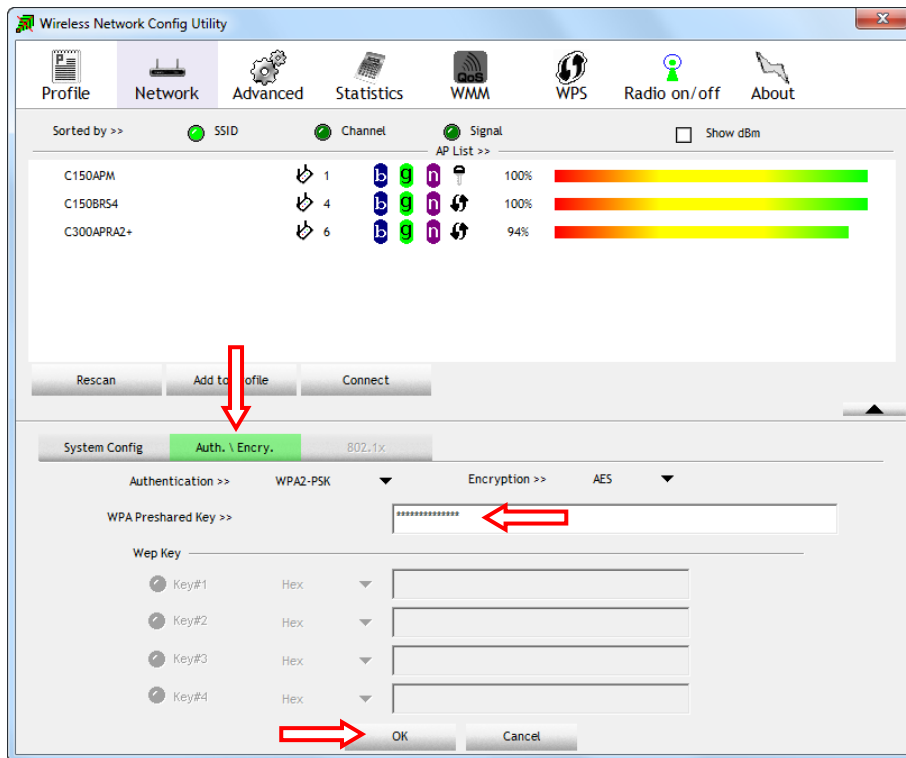 Wireless Network Config Utility
Profile Network Advanced Statistics QoS WMM WPS Radio on/off About
Sorted by >> SSID Channel Signal Show dBm
AP List >>
C150APM 1 b g n 100%
C150BRS4 4 b g n 100%
C300APRA2+ 6 b g n 94%
Rescan Add to Profile Connect
System Config Auth. \ Encry. 802.1x
Authentication >> WPA2-PSK Encryption >> AES
WPA Preshared Key >> **************
Wep Key
Key#1 Hex
Key#2 Hex
Key#3 Hex
Key#4 Hex
OK Cancel